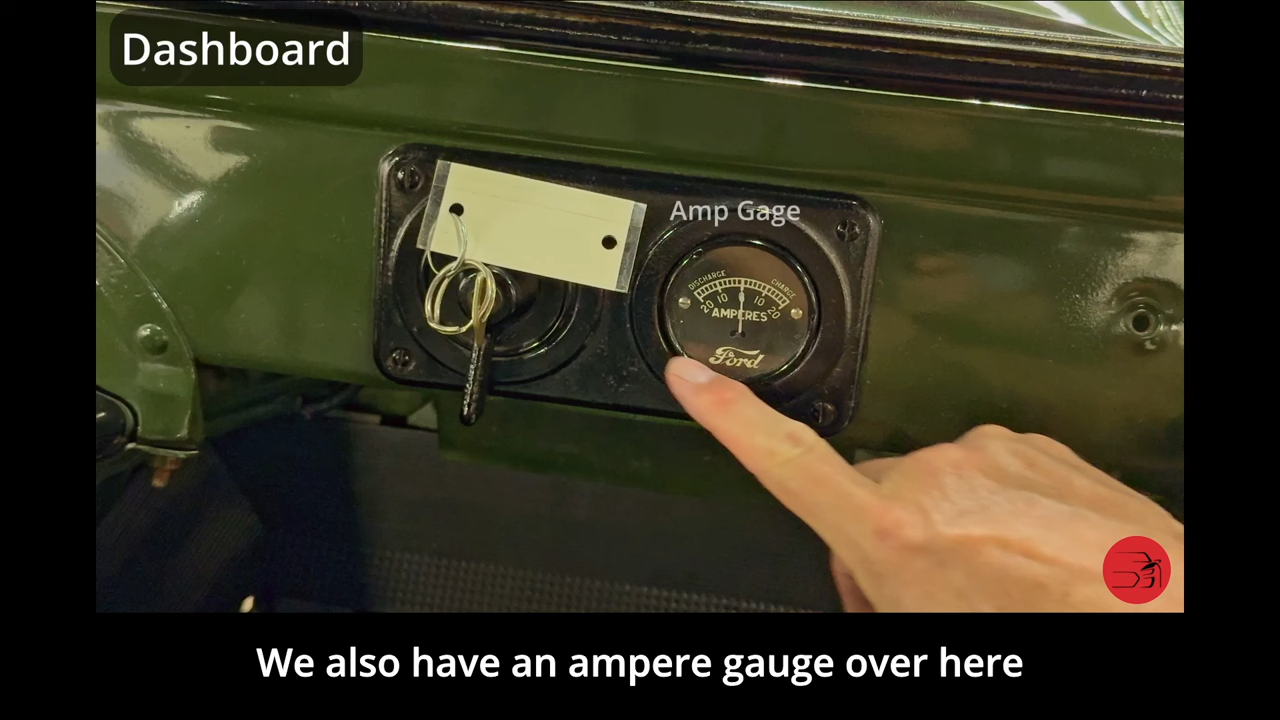 Dashboard
Amp Gage
DISCHARGE CHARGE
20 10 0 10 20
AMPERES
Ford
We also have an ampere gauge over here